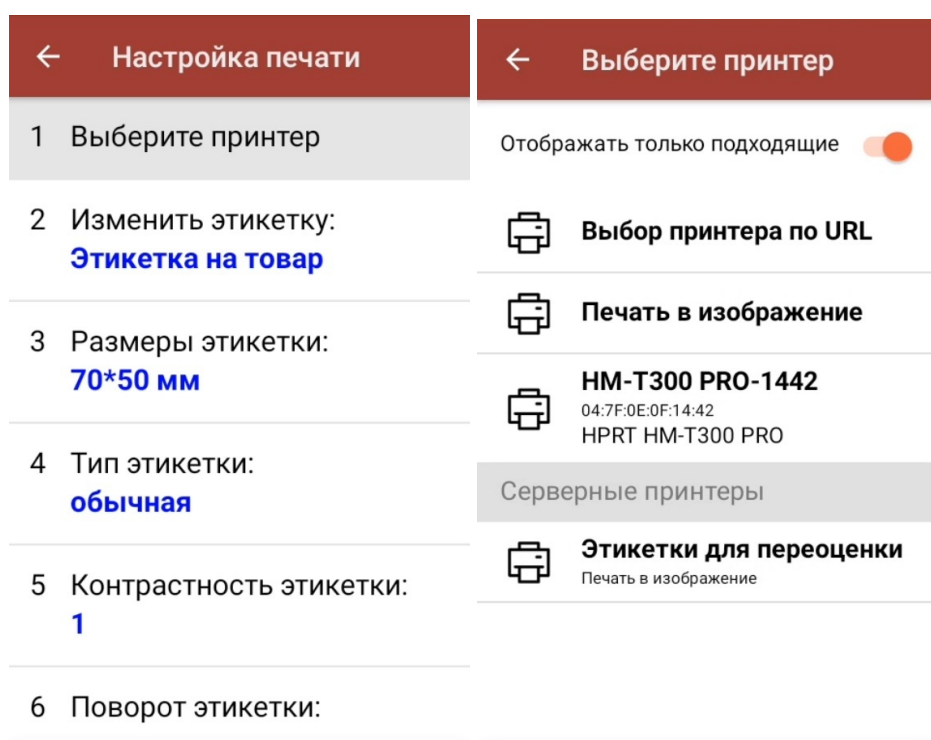 ← Настройка печати
1 Выберите принтер
2 Изменить этикетку:
Этикетка на товар
3 Размеры этикетки:
70*50 мм
4 Тип этикетки:
обычная
5 Контрастность этикетки:
1
6 Поворот этикетки:
← Выберите принтер
Отображать только подходящие
Выбор принтера по URL
Печать в изображение
HM-T300 PRO-1442
04:7F:0E:0F:14:42
HPRT HM-T300 PRO
Серверные принтеры
Этикетки для переоценки
Печать в изображение